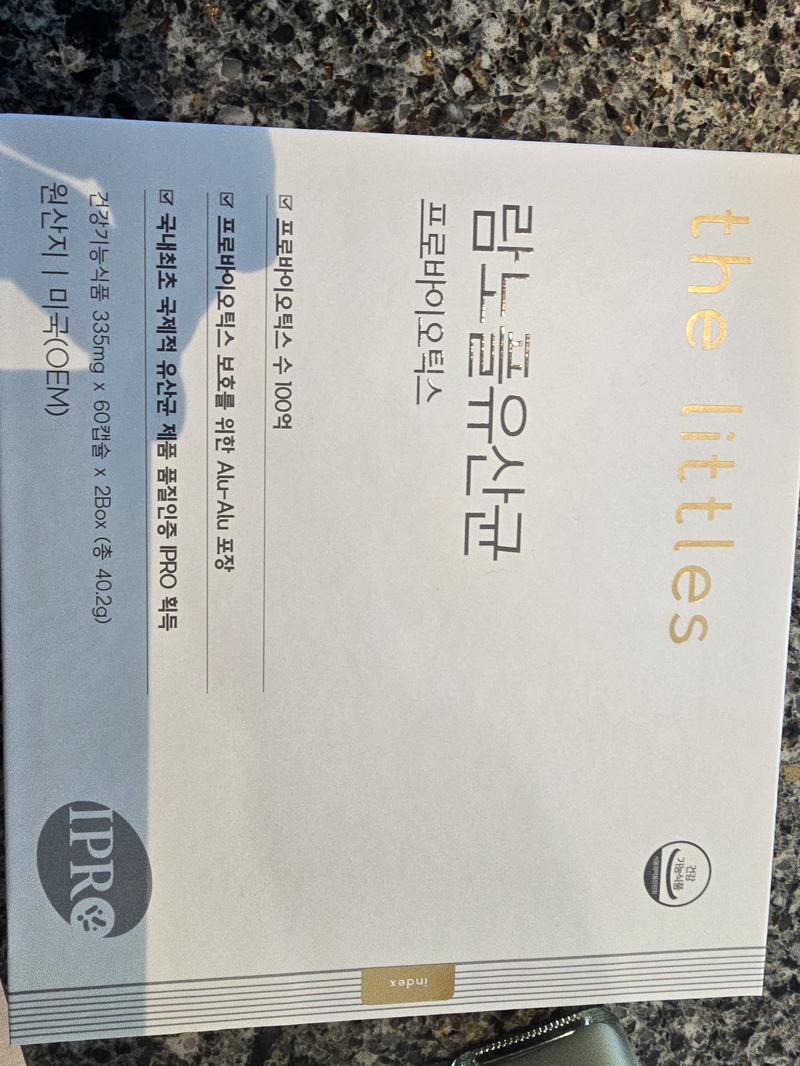 the littles
건강
기능식품
람노홀유산균
프로바이오틱스
☑ 프로바이오틱스 수 100억
☑ 프로바이오틱스 보호를 위한 Alu-Alu 포장
☑ 국내최초 국제적 유산균 제품 품질인증 IPRO 획득
건강기능식품 335mg x 60캡슐 x 2Box (총 40.2g)
원산지 | 미국(OEM)
IPRO
index